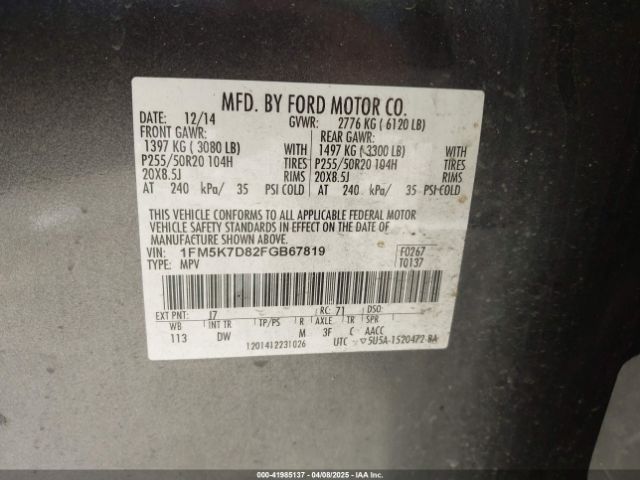 MFD. BY FORD MOTOR CO.
DATE: 12/14 GVWR: 2776 KG ( 6120 LB)
FRONT GAWR: REAR GAWR:
1397 KG ( 3080 LB) WITH 1497 KG ( 3300 LB) WITH
P255/50R20 104H TIRES P255/50R20 104H TIRES
20X8.5J RIMS 20X8.5J RIMS
AT 240 kPa/ 35 PSI COLD AT 240 kPa/ 35 PSI COLD
THIS VEHICLE CONFORMS TO ALL APPLICABLE FEDERAL MOTOR
VEHICLE SAFETY AND BUMPER STANDARDS IN EFFECT ON THE DATE OF
MANUFACTURE SHOWN ABOVE.
VIN: 1FM5K7D82FGB67819 F0267
TYPE: MPV T0137
EXT PNT: J7 RC: 71 DSO:
WB INT TR TP/PS R AXLE TR SPR
113 DW M 3F C AACC
1201412231026 UTC ▽5U5A-1520472-BA
000-41985137 - 04/08/2025 - IAAI.com